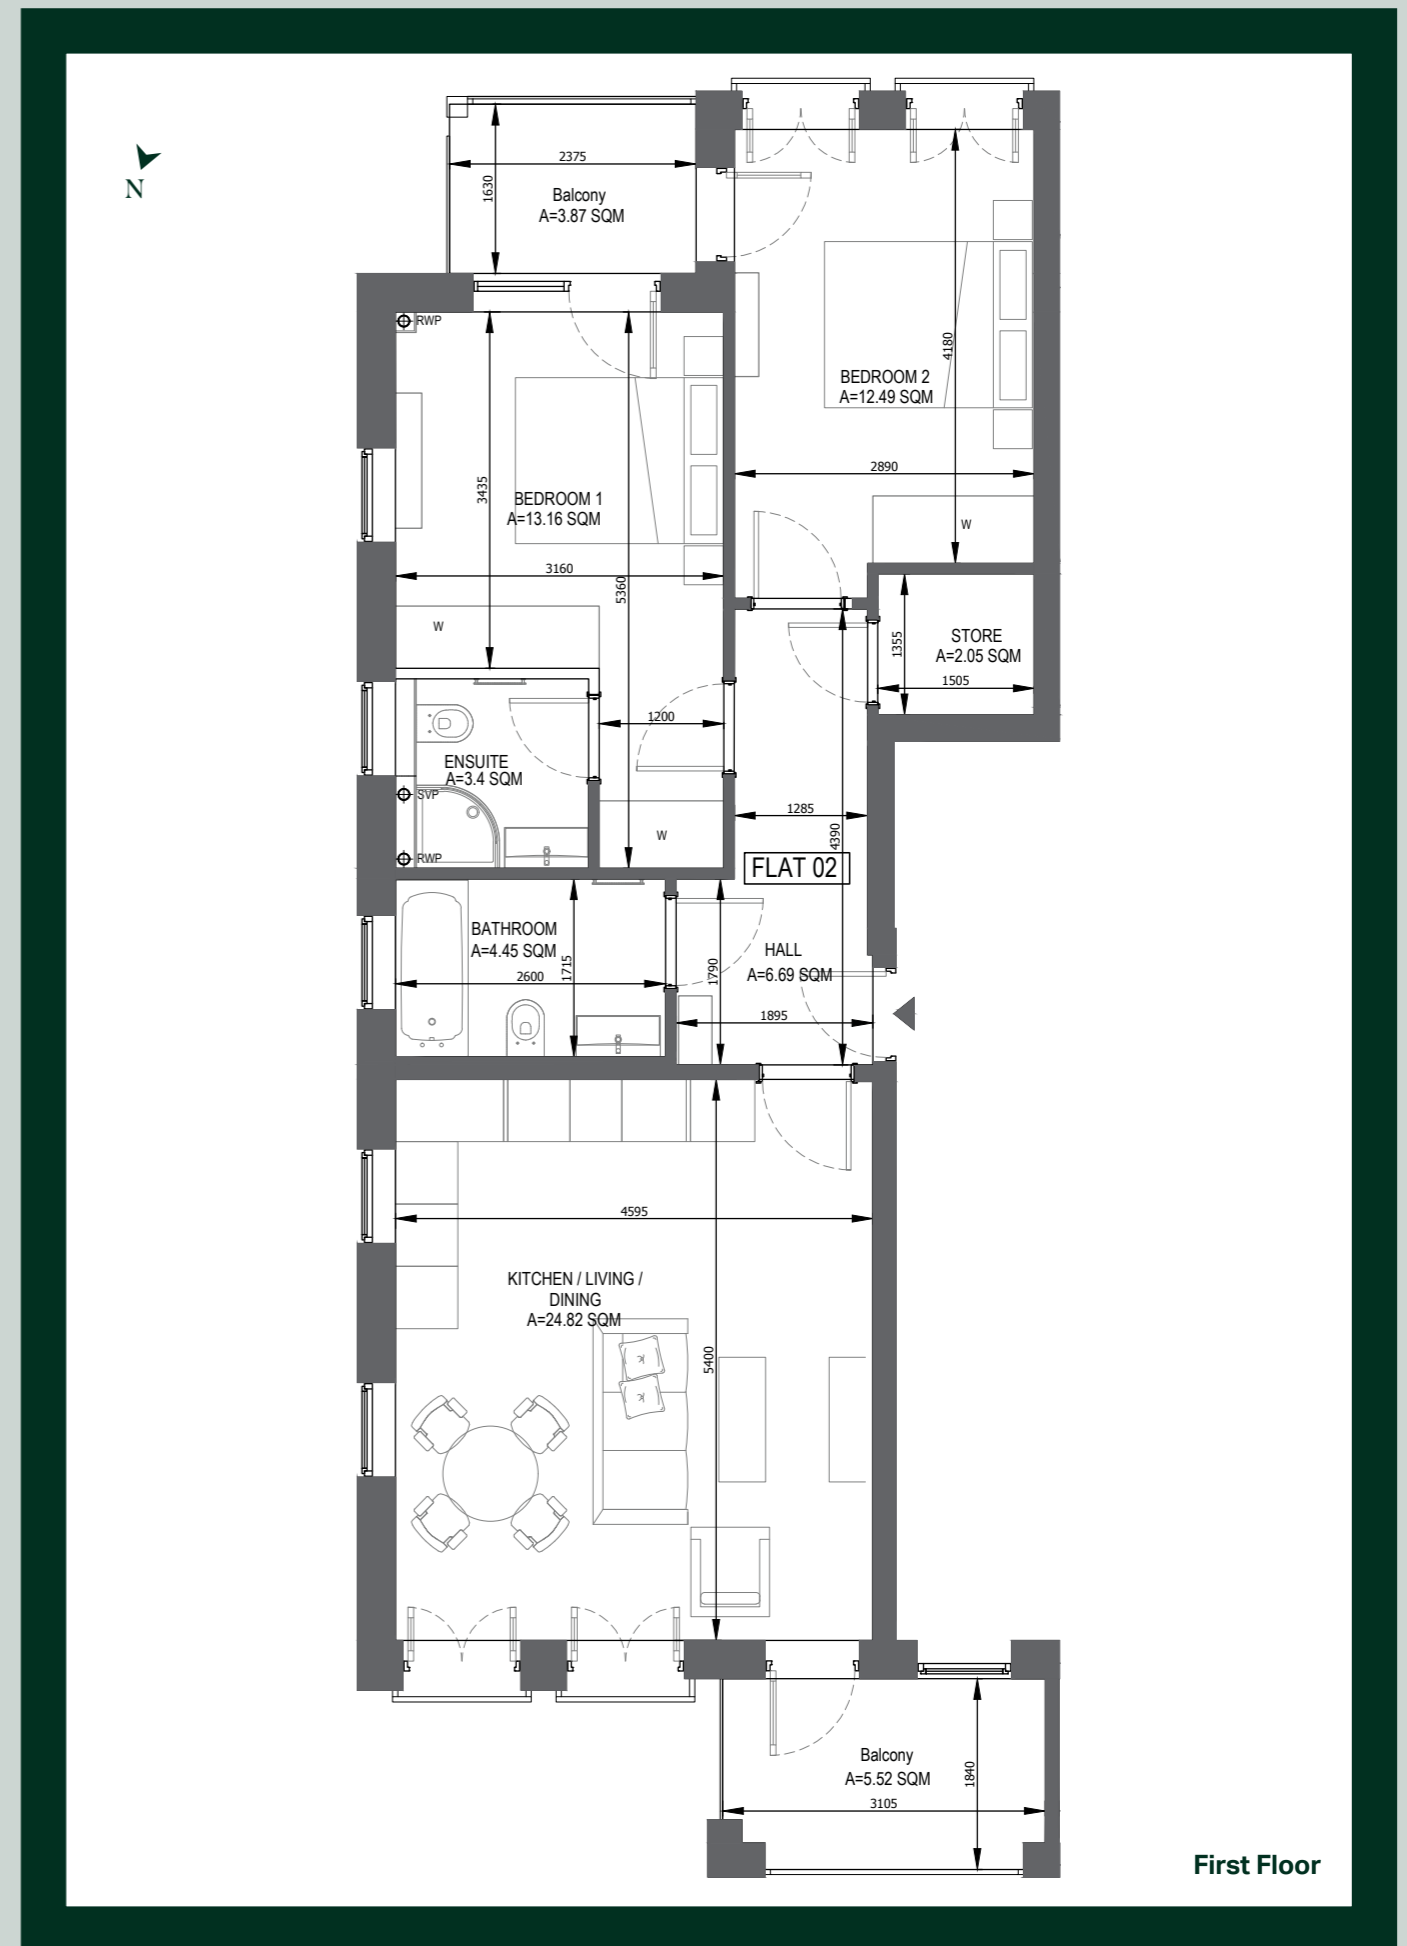 N
2375
1630
Balcony
A=3.87 SQM
RWP
4180
BEDROOM 2
A=12.49 SQM
2890
W
3435
BEDROOM 1
A=13.16 SQM
3160
5360
W
STORE
A=2.05 SQM
1355
1505
1200
ENSUITE
A=3.4 SQM
SVP
RWP
W
1285
4390
FLAT 02
BATHROOM
A=4.45 SQM
2600
1715
HALL
A=6.69 SQM
1790
1895
4595
KITCHEN / LIVING /
DINING
A=24.82 SQM
5400
Balcony
A=5.52 SQM
1840
3105
First Floor